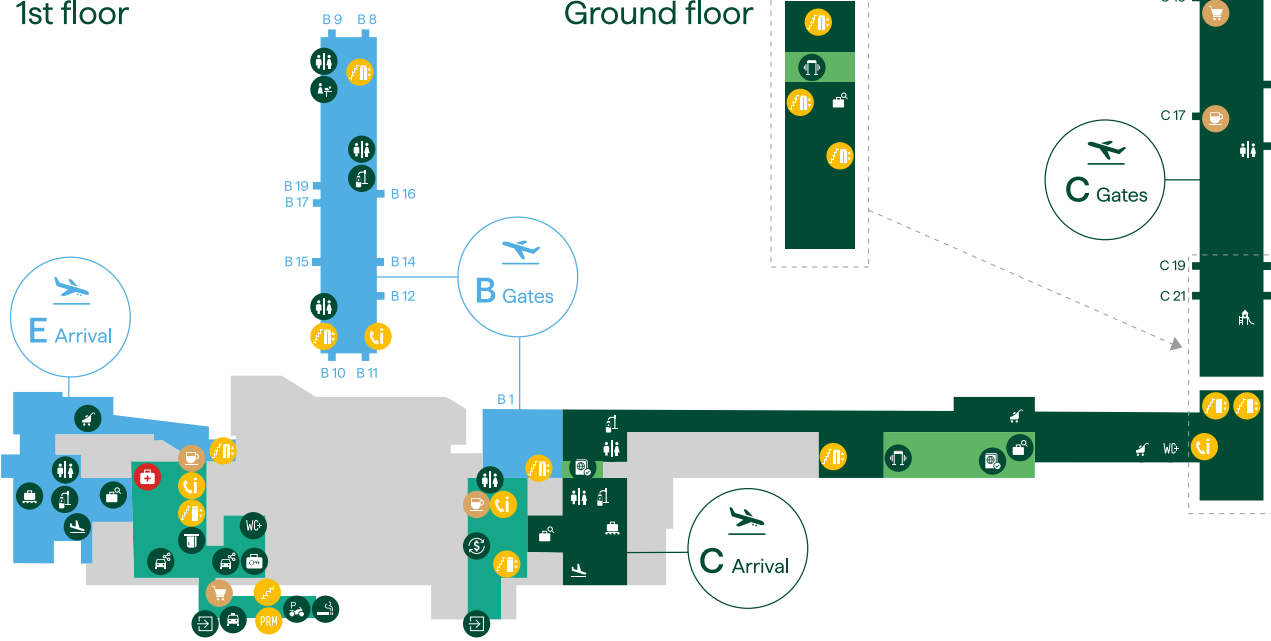 1st floor
Ground floor
B 9
B 8
C 17
C Gates
B 19
B 17
B 16
B 15
B 14
C 19
B 12
C 21
B Gates
E Arrival
B 10
B 11
B 1
WC+
WC+
C Arrival
P
PRM